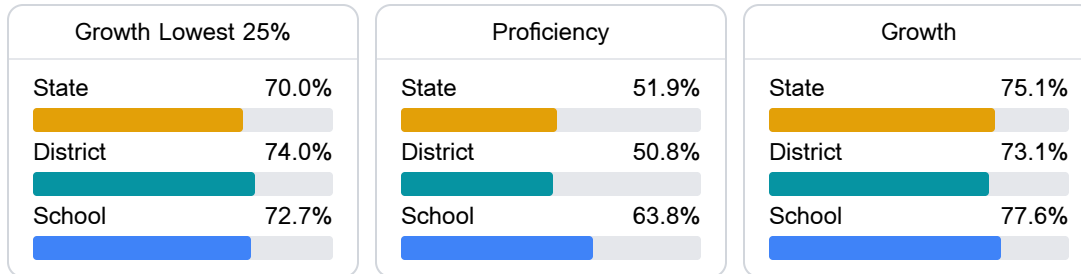 Growth Lowest 25%
State 70.0%
District 74.0%
School 72.7%
Proficiency
State 51.9%
District 50.8%
School 63.8%
Growth
State 75.1%
District 73.1%
School 77.6%